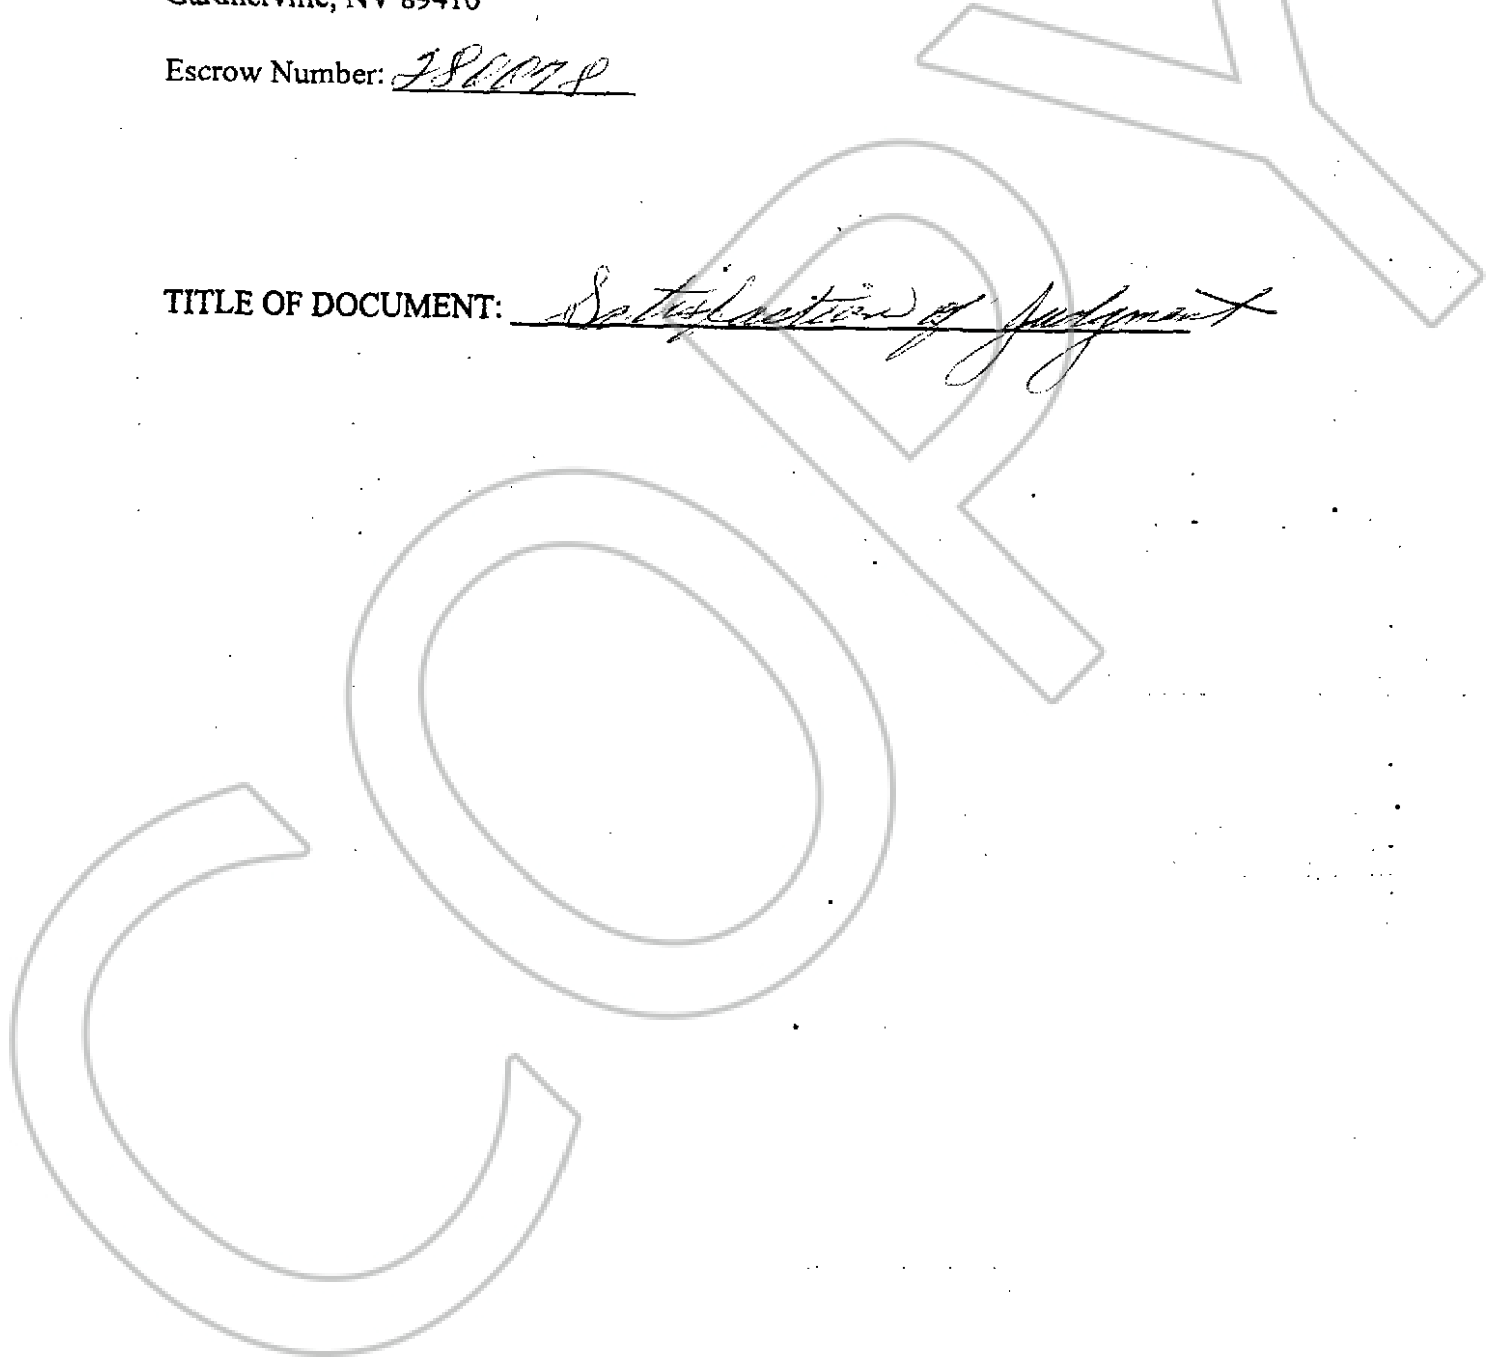 Gardnerville, NV 89410
Escrow Number:
TITLE OF DOCUMENT: Satisfaction of Judgment
COPY